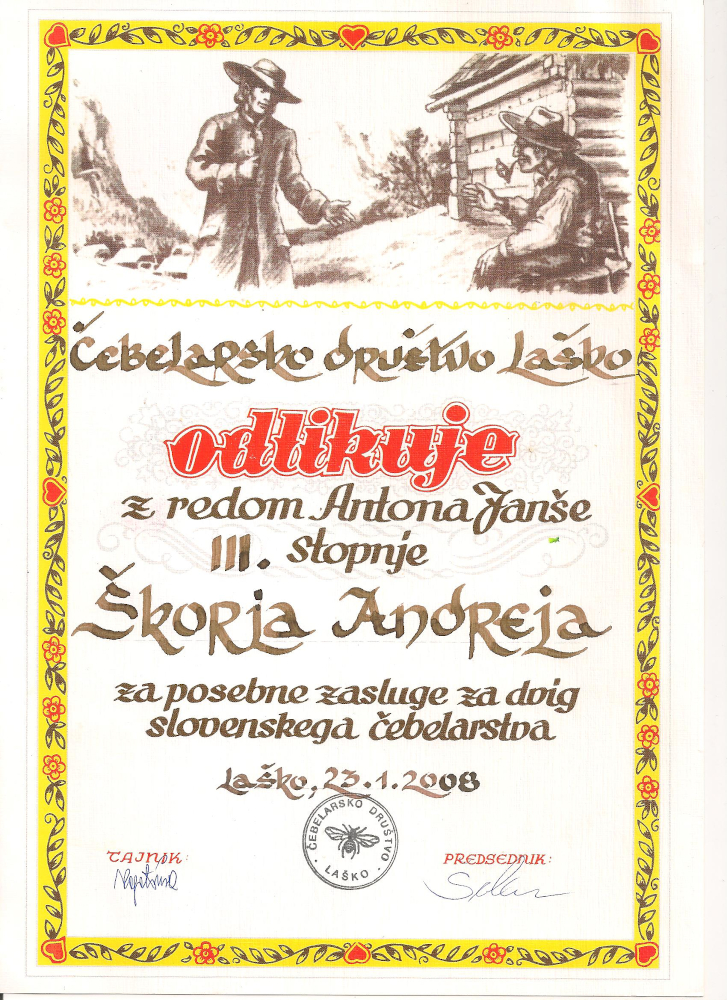 Čebelarsko društvo Laško
odlikuje
z redom Antona Janše
III. stopnje
Škorja Andreja
za posebne zasluge za dvig
slovenskega čebelarstva
Laško, 23.1.2008
ČEBELARSKO DRUŠTVO
· LAŠKO ·
TAJNIK:
PREDSEDNIK: